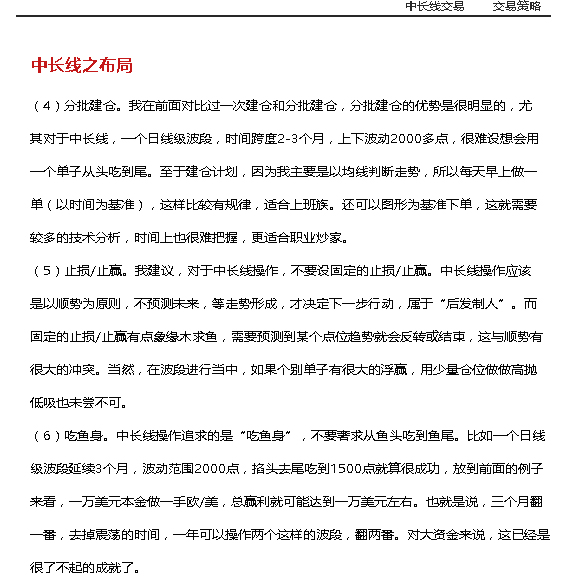 中长线交易 交易策略
中长线之布局
（4）分批建仓。我在前面对比过一次建仓和分批建仓，分批建仓的优势是很明显的，尤
其对于中长线，一个日线级波段，时间跨度2-3个月，上下波动2000多点，很难设想会用
一个单子从头吃到尾。至于建仓计划，因为我主要是以均线判断走势，所以每天早上做一
单（以时间为基准），这样比较有规律，适合上班族。还可以图形为基准下单，这就需要
较多的技术分析，时间上也很难把握，更适合职业炒家。
（5）止损/止赢。我建议，对于中长线操作，不要设固定的止损/止赢。中长线操作应该
是以顺势为原则，不预测未来，等走势形成，才决定下一步行动，属于“后发制人”。而
固定的止损/止赢有点象缘木求鱼，需要预测到某个点位趋势就会反转或结束，这与顺势有
很大的冲突。当然，在波段进行当中，如果个别单子有很大的浮赢，用少量仓位做做高抛
低吸也未尝不可。
（6）吃鱼身。中长线操作追求的是“吃鱼身”，不要奢求从鱼头吃到鱼尾。比如一个日线
级波段延续3个月，波动范围2000点，掐头去尾吃到1500点就算很成功，放到前面的例子
来看，一万美元本金做一手欧/美，总赢利就可能达到一万美元左右。也就是说，三个月翻
一番，去掉震荡的时间，一年可以操作两个这样的波段，翻两番。对大资金来说，这已经是
很了不起的成就了。